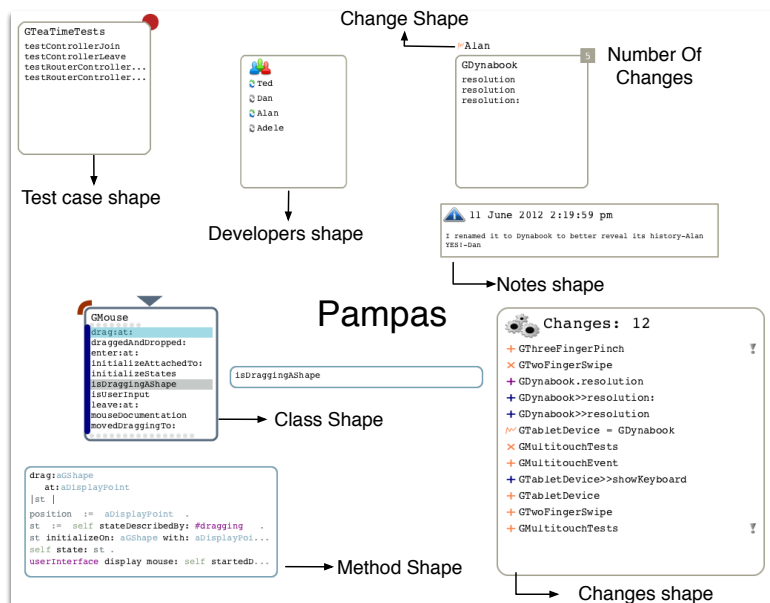 Change Shape
GTeaTimeTests
testControllerJoin
testControllerLeave
testRouterController...
testRouterController...
Test case shape
Ted
Dan
Alan
Adele
Developers shape
Alan
GDynabook
resolution
resolution
resolution:
5
Number Of
Changes
11 June 2012 2:19:59 pm
I renamed it to Dynabook to better reveal its history-Alan
YES!-Dan
Notes shape
Pampas
GMouse
drag:at:
draggedAndDropped:
enter:at:
initializeAttachedTo:
initializeStates
isDraggingAShape
isUserInput
leave:at:
mouseDocumentation
movedDraggingTo:
isDraggingAShape
Class Shape
drag:aGShape
at:aDisplayPoint
|st |
position := aDisplayPoint .
st := self stateDescribedBy: #dragging .
st initializeOn: aGShape with: aDisplayPoi...
self state: st .
userInterface display mouse: self startedD...
Method Shape
Changes: 12
+ GThreeFingerPinch !
× GTwoFingerSwipe
+ GDynabook.resolution
+ GDynabook>>resolution:
+ GDynabook>>resolution
GTabletDevice = GDynabook
× GMultitouchTests
+ GMultitouchEvent
+ GTabletDevice>>showKeyboard
+ GTabletDevice
+ GTwoFingerSwipe
+ GMultitouchTests !
Changes shape